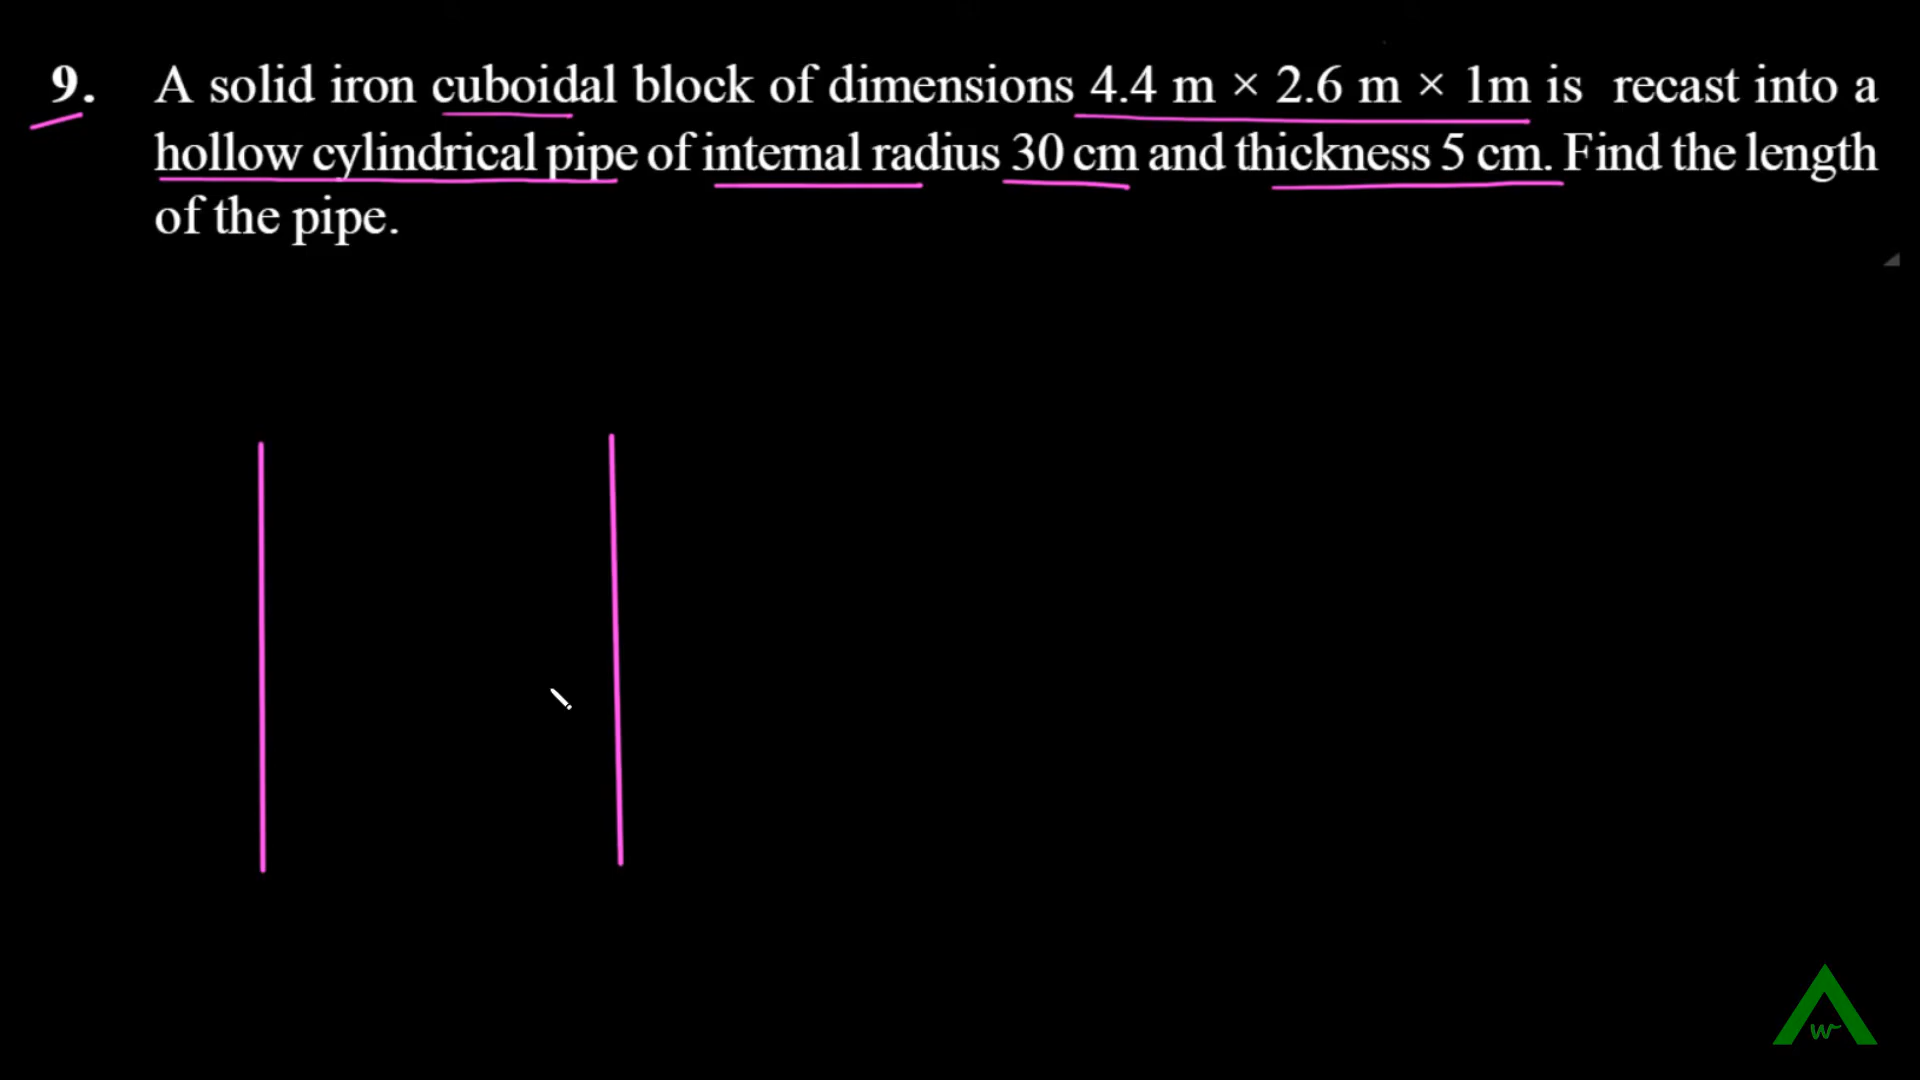 9. A solid iron cuboidal block of dimensions 4.4 m × 2.6 m × 1m is recast into a
hollow cylindrical pipe of internal radius 30 cm and thickness 5 cm. Find the length
of the pipe.
w